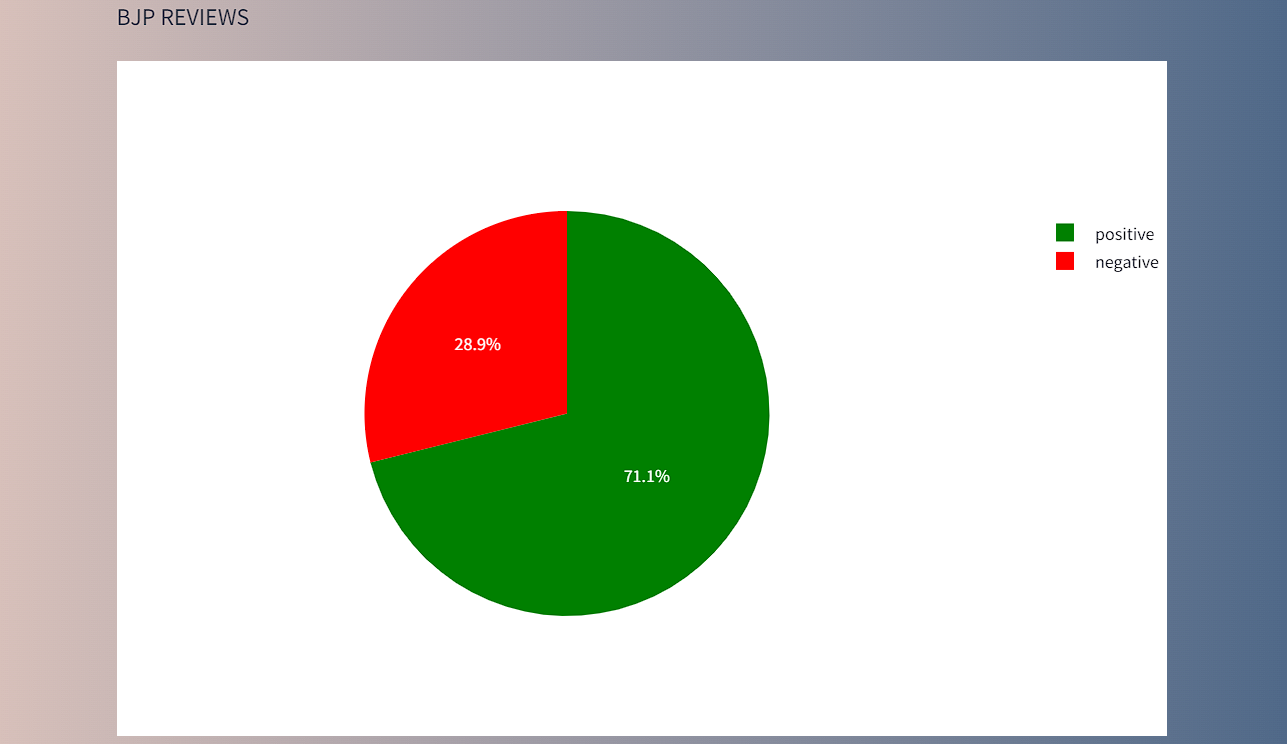 BJP REVIEWS
positive
negative
28.9%
71.1%